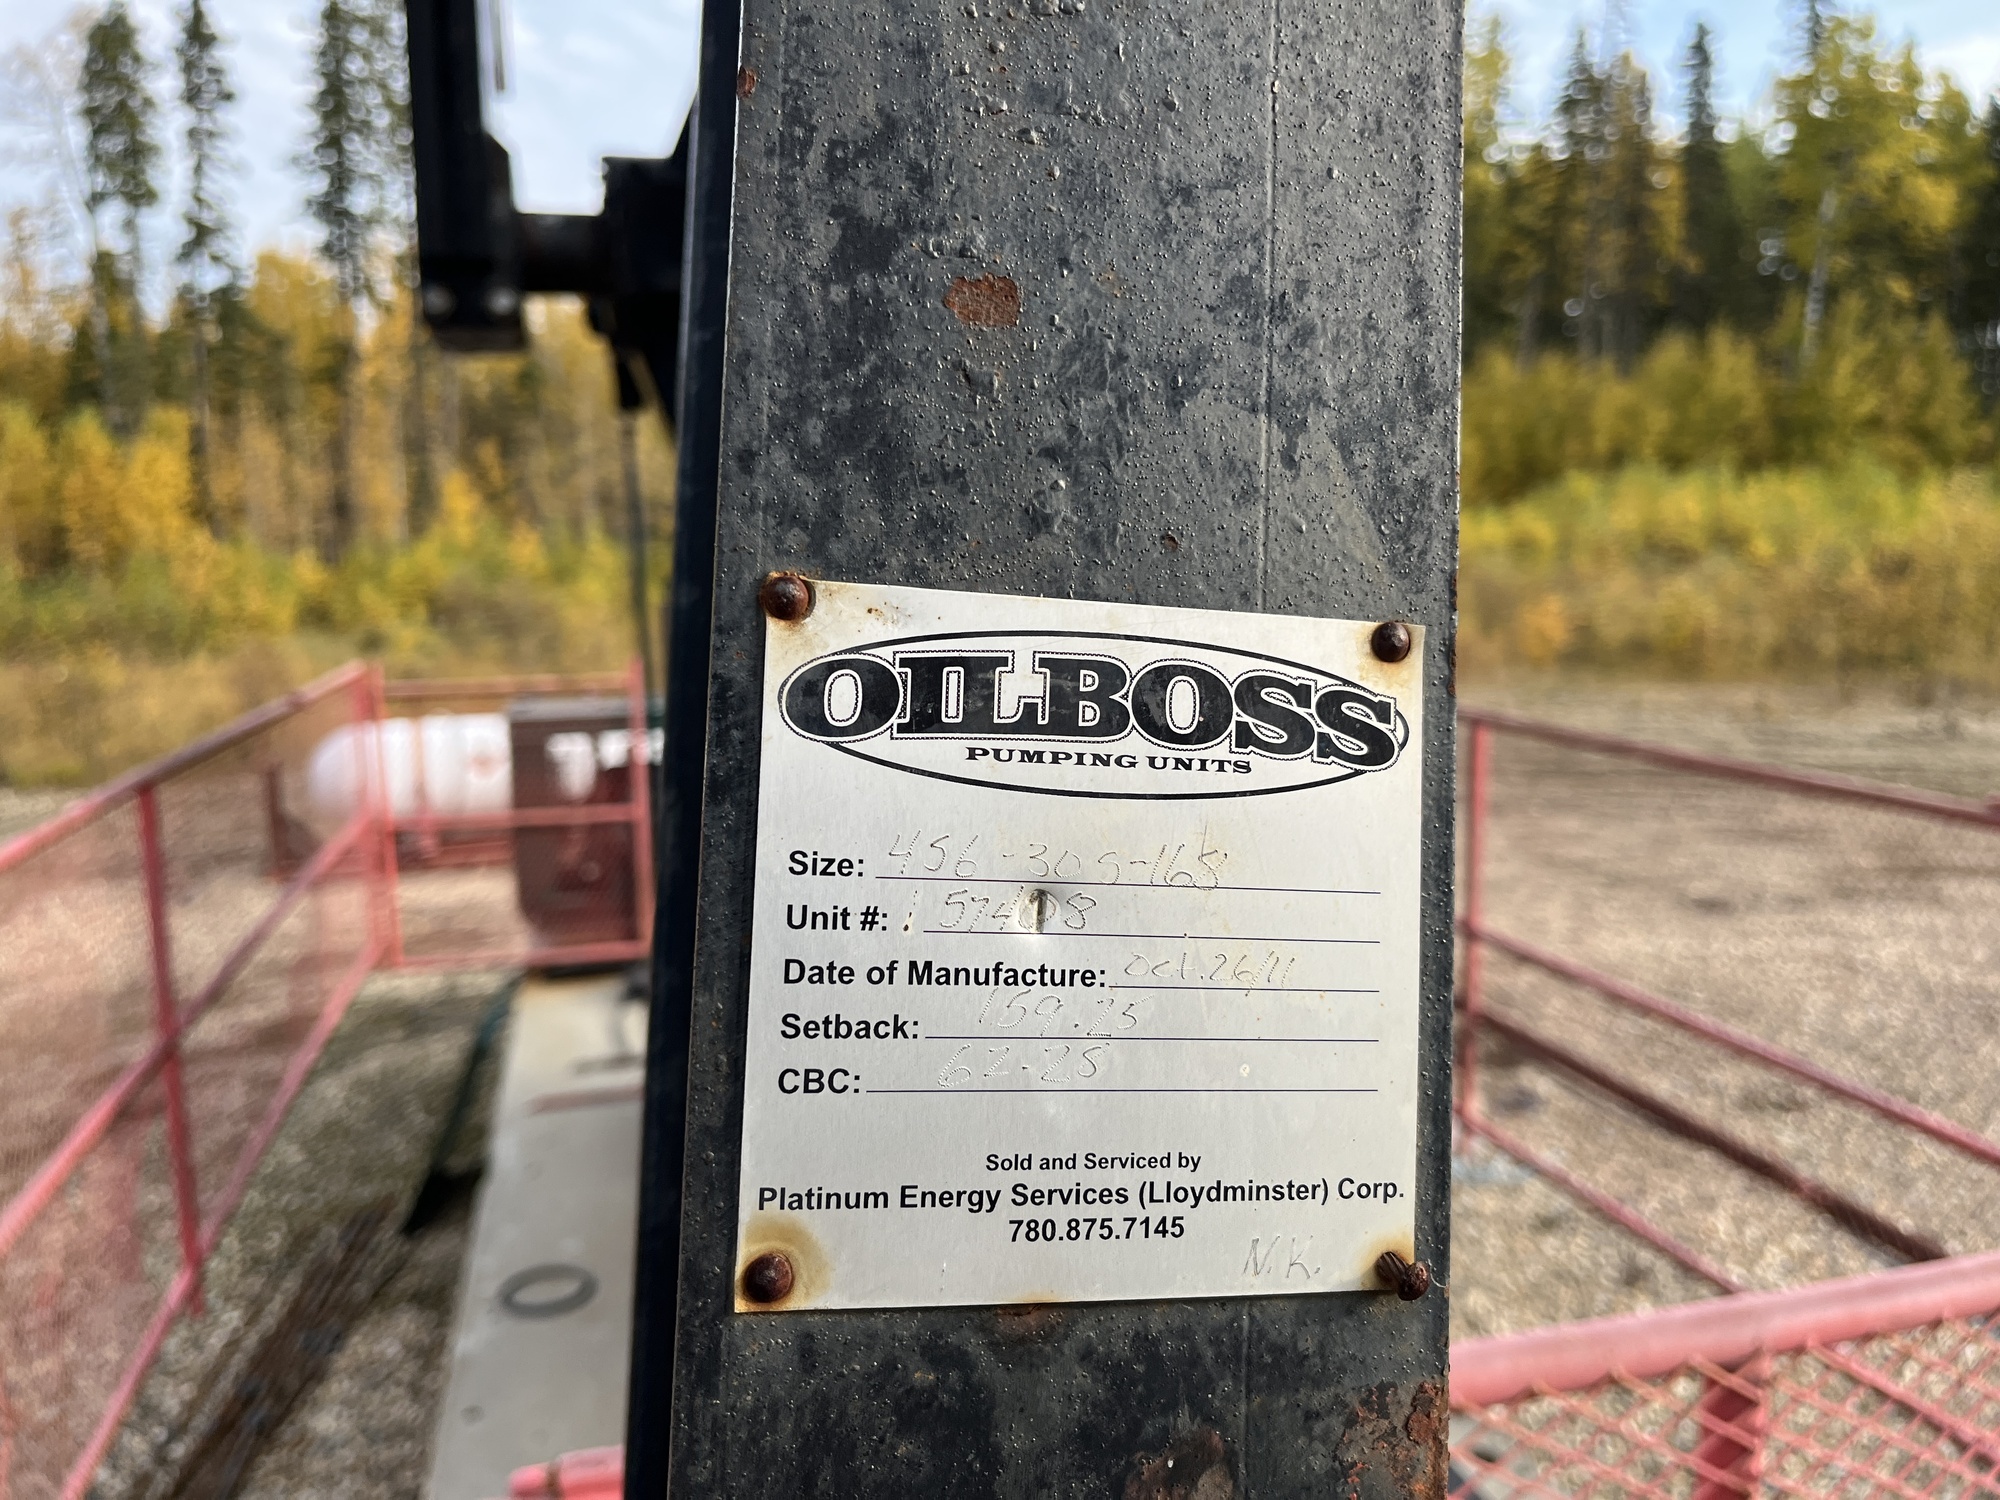 OILBOSS
PUMPING UNITS
Size: 456-305-168
Unit #:
Date of Manufacture: Oct. 26/11
Setback: 159.25
CBC: 62.28
Sold and Serviced by
Platinum Energy Services (Lloydminster) Corp.
780.875.7145
N.K.